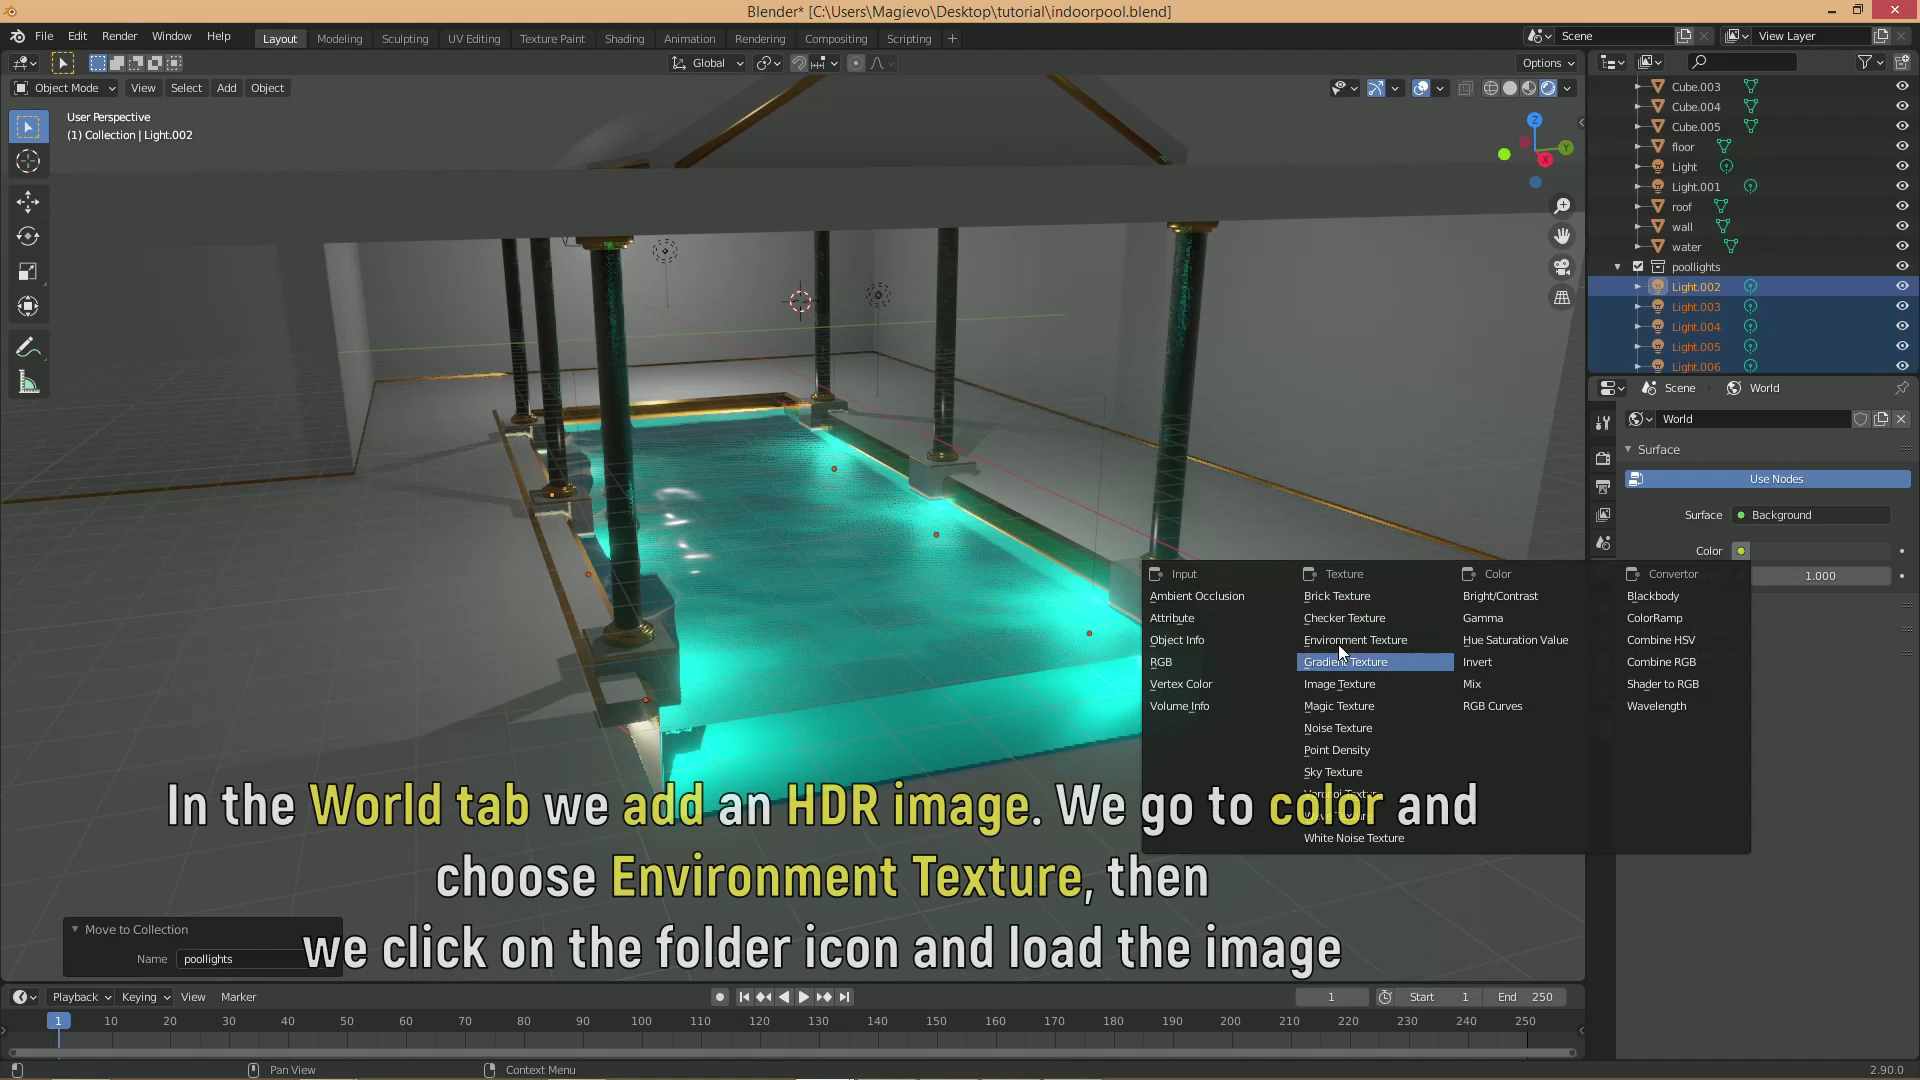 Blender* [C:\Users\Magievo\Desktop\tutorial\indoorpool.blend]
File Edit Render Window Help
Layout Modeling Sculpting UV Editing Texture Paint Shading Animation Rendering Compositing Scripting
Scene
View Layer
Global
Options
Object Mode View Select Add Object
User Perspective
(1) Collection | Light.002
Z
Y
X
Cube.003
Cube.004
Cube.005
floor
Light
Light.001
roof
wall
water
poollights
Light.002
Light.003
Light.004
Light.005
Light.006
Scene World
World
Surface
Use Nodes
Surface Background
Color
1.000
Input
Ambient Occlusion
Attribute
Object Info
RGB
Vertex Color
Volume Info
Texture
Brick Texture
Checker Texture
Environment Texture
Gradient Texture
Image Texture
Magic Texture
Noise Texture
Point Density
Sky Texture
White Noise Texture
Color
Bright/Contrast
Gamma
Hue Saturation Value
Invert
Mix
RGB Curves
Convertor
Blackbody
ColorRamp
Combine HSV
Combine RGB
Shader to RGB
Wavelength
In the World tab we add an HDR image. We go to color and
choose Environment Texture, then
we click on the folder icon and load the image
Move to Collection
Name poollights
Playback Keying View Marker
1
Start 1
End 250
1 10 20 30 40 50 60 70 80 90 100 110 120 130 140 150 160 170 180 190 200 210 220 230 240 250
Pan View
Context Menu
2.90.0